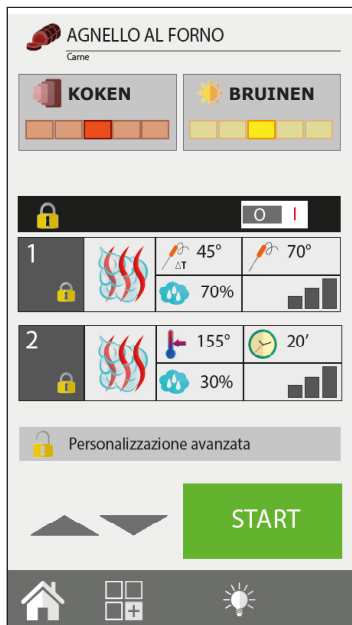 AGNELLO AL FORNO
Carne
KOKEN
BRUINEN
O I
1
45° 70°
ΔT
70%
2
155° 20’
30%
Personalizzazione avanzata
START